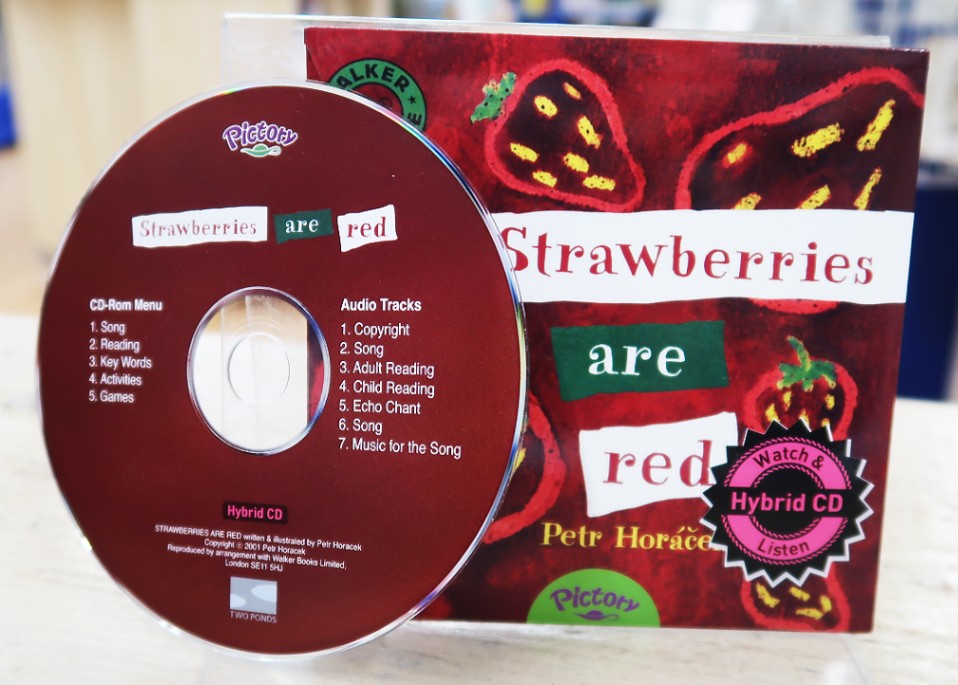 Pictory
Strawberries are red
CD-Rom Menu
1. Song
2. Reading
3. Key Words
4. Activities
5. Games
Audio Tracks
1. Copyright
2. Song
3. Adult Reading
4. Child Reading
5. Echo Chant
6. Song
7. Music for the Song
Hybrid CD
STRAWBERRIES ARE RED written & illustrated by Petr Horacek
Copyright © 2001 Petr Horacek
Reproduced by arrangement with Walker Books Limited,
London SE11 5HJ
TWO PONDS
Strawberries
are
red
Petr
Watch &
Hybrid CD
Listen
Pictory